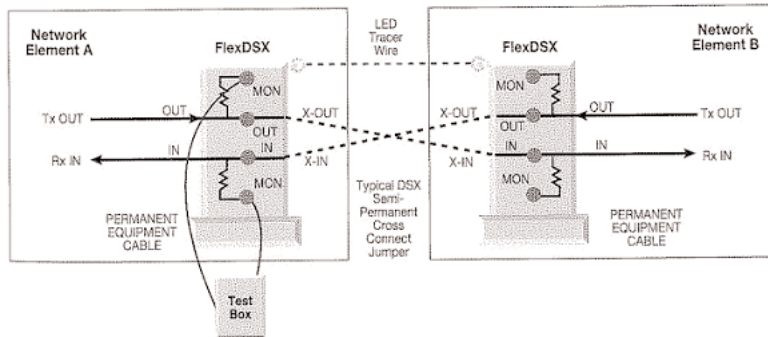 Network
Element A
FlexDSX
LED
Tracer
Wire
FlexDSX
Network
Element B
MON
MON
Tx OUT
OUT
OUT
X-OUT
X-OUT
OUT
OUT
Tx OUT
Rx IN
IN
IN
X-IN
X-IN
IN
IN
Rx IN
MON
MON
PERMANENT
EQUIPMENT
CABLE
Typical DSX
Semi-
Permanent
Cross
Connect
Jumper
PERMANENT
EQUIPMENT
CABLE
Test
Box